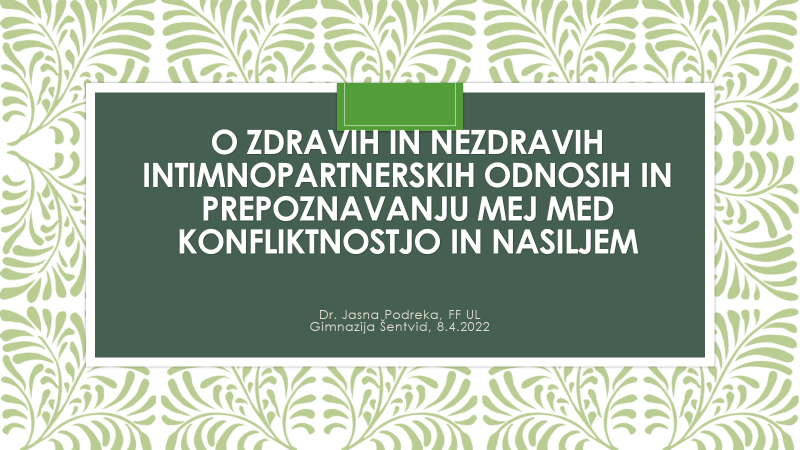 O ZDRAVIH IN NEZDRAVIH
INTIMNOPARTNERSKIH ODNOSIH IN
PREPOZNAVANJU MEJ MED
KONFLIKTNOSTJO IN NASILJEM
Dr. Jasna Podreka, FF UL
Gimnazija Šentvid, 8.4.2022